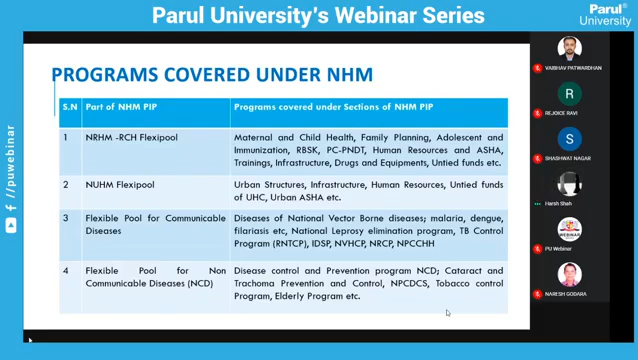 Parul University's Webinar Series
Parul®
University
/puwebinar
PROGRAMS COVERED UNDER NHM
S.N
Part of NHM PIP
Programs covered under Sections of NHM PIP
1
NRHM -RCH Flexipool
Maternal and Child Health, Family Planning, Adolescent and
Immunization, RBSK, PC-PNDT, Human Resources and ASHA,
Trainings, Infrastructure, Drugs and Equipments, Untied funds etc.
2
NUHM Flexipool
Urban Structures, Infrastructure, Human Resources, Untied funds
of UHC, Urban ASHA etc.
3
Flexible Pool for Communicable
Diseases
Diseases of National Vector Borne diseases; malaria, dengue,
filariasis etc, National Leprosy elimination program, TB Control
Program (RNTCP), IDSP, NVHCP, NRCP, NPCCHH
4
Flexible Pool for Non
Communicable Diseases (NCD)
Disease control and Prevention program NCD; Cataract and
Trachoma Prevention and Control, NPCDCS, Tobacco control
Program, Elderly Program etc.
VAIBHAV PATWARDHAN
R
REJOICE RAVI
S
SHASHWAT NAGAR
Harsh Shah
WEBINAR
PU Webinar
NARESH GODARA